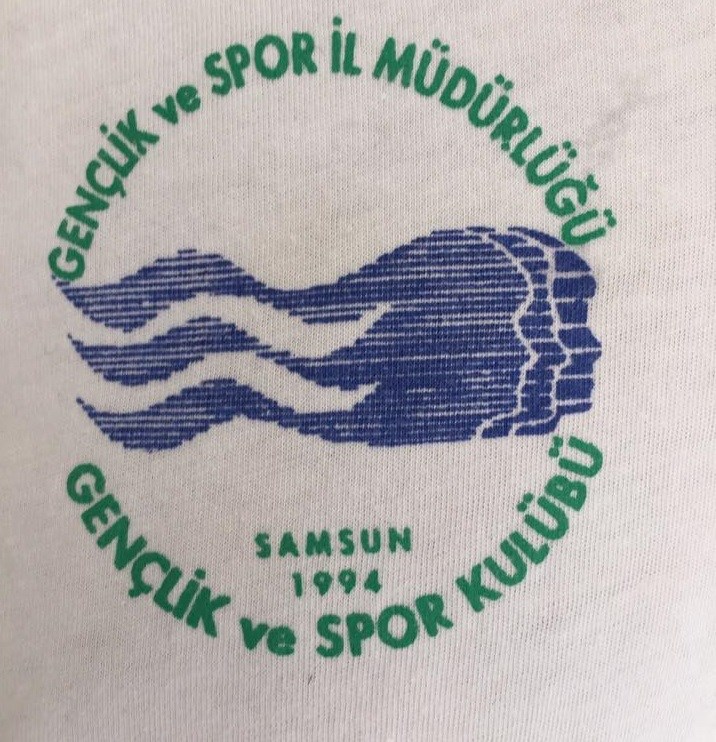 GENÇLİK ve SPOR İL MÜDÜRLÜĞÜ
SAMSUN
1994
GENÇLİK ve SPOR KULÜBÜ